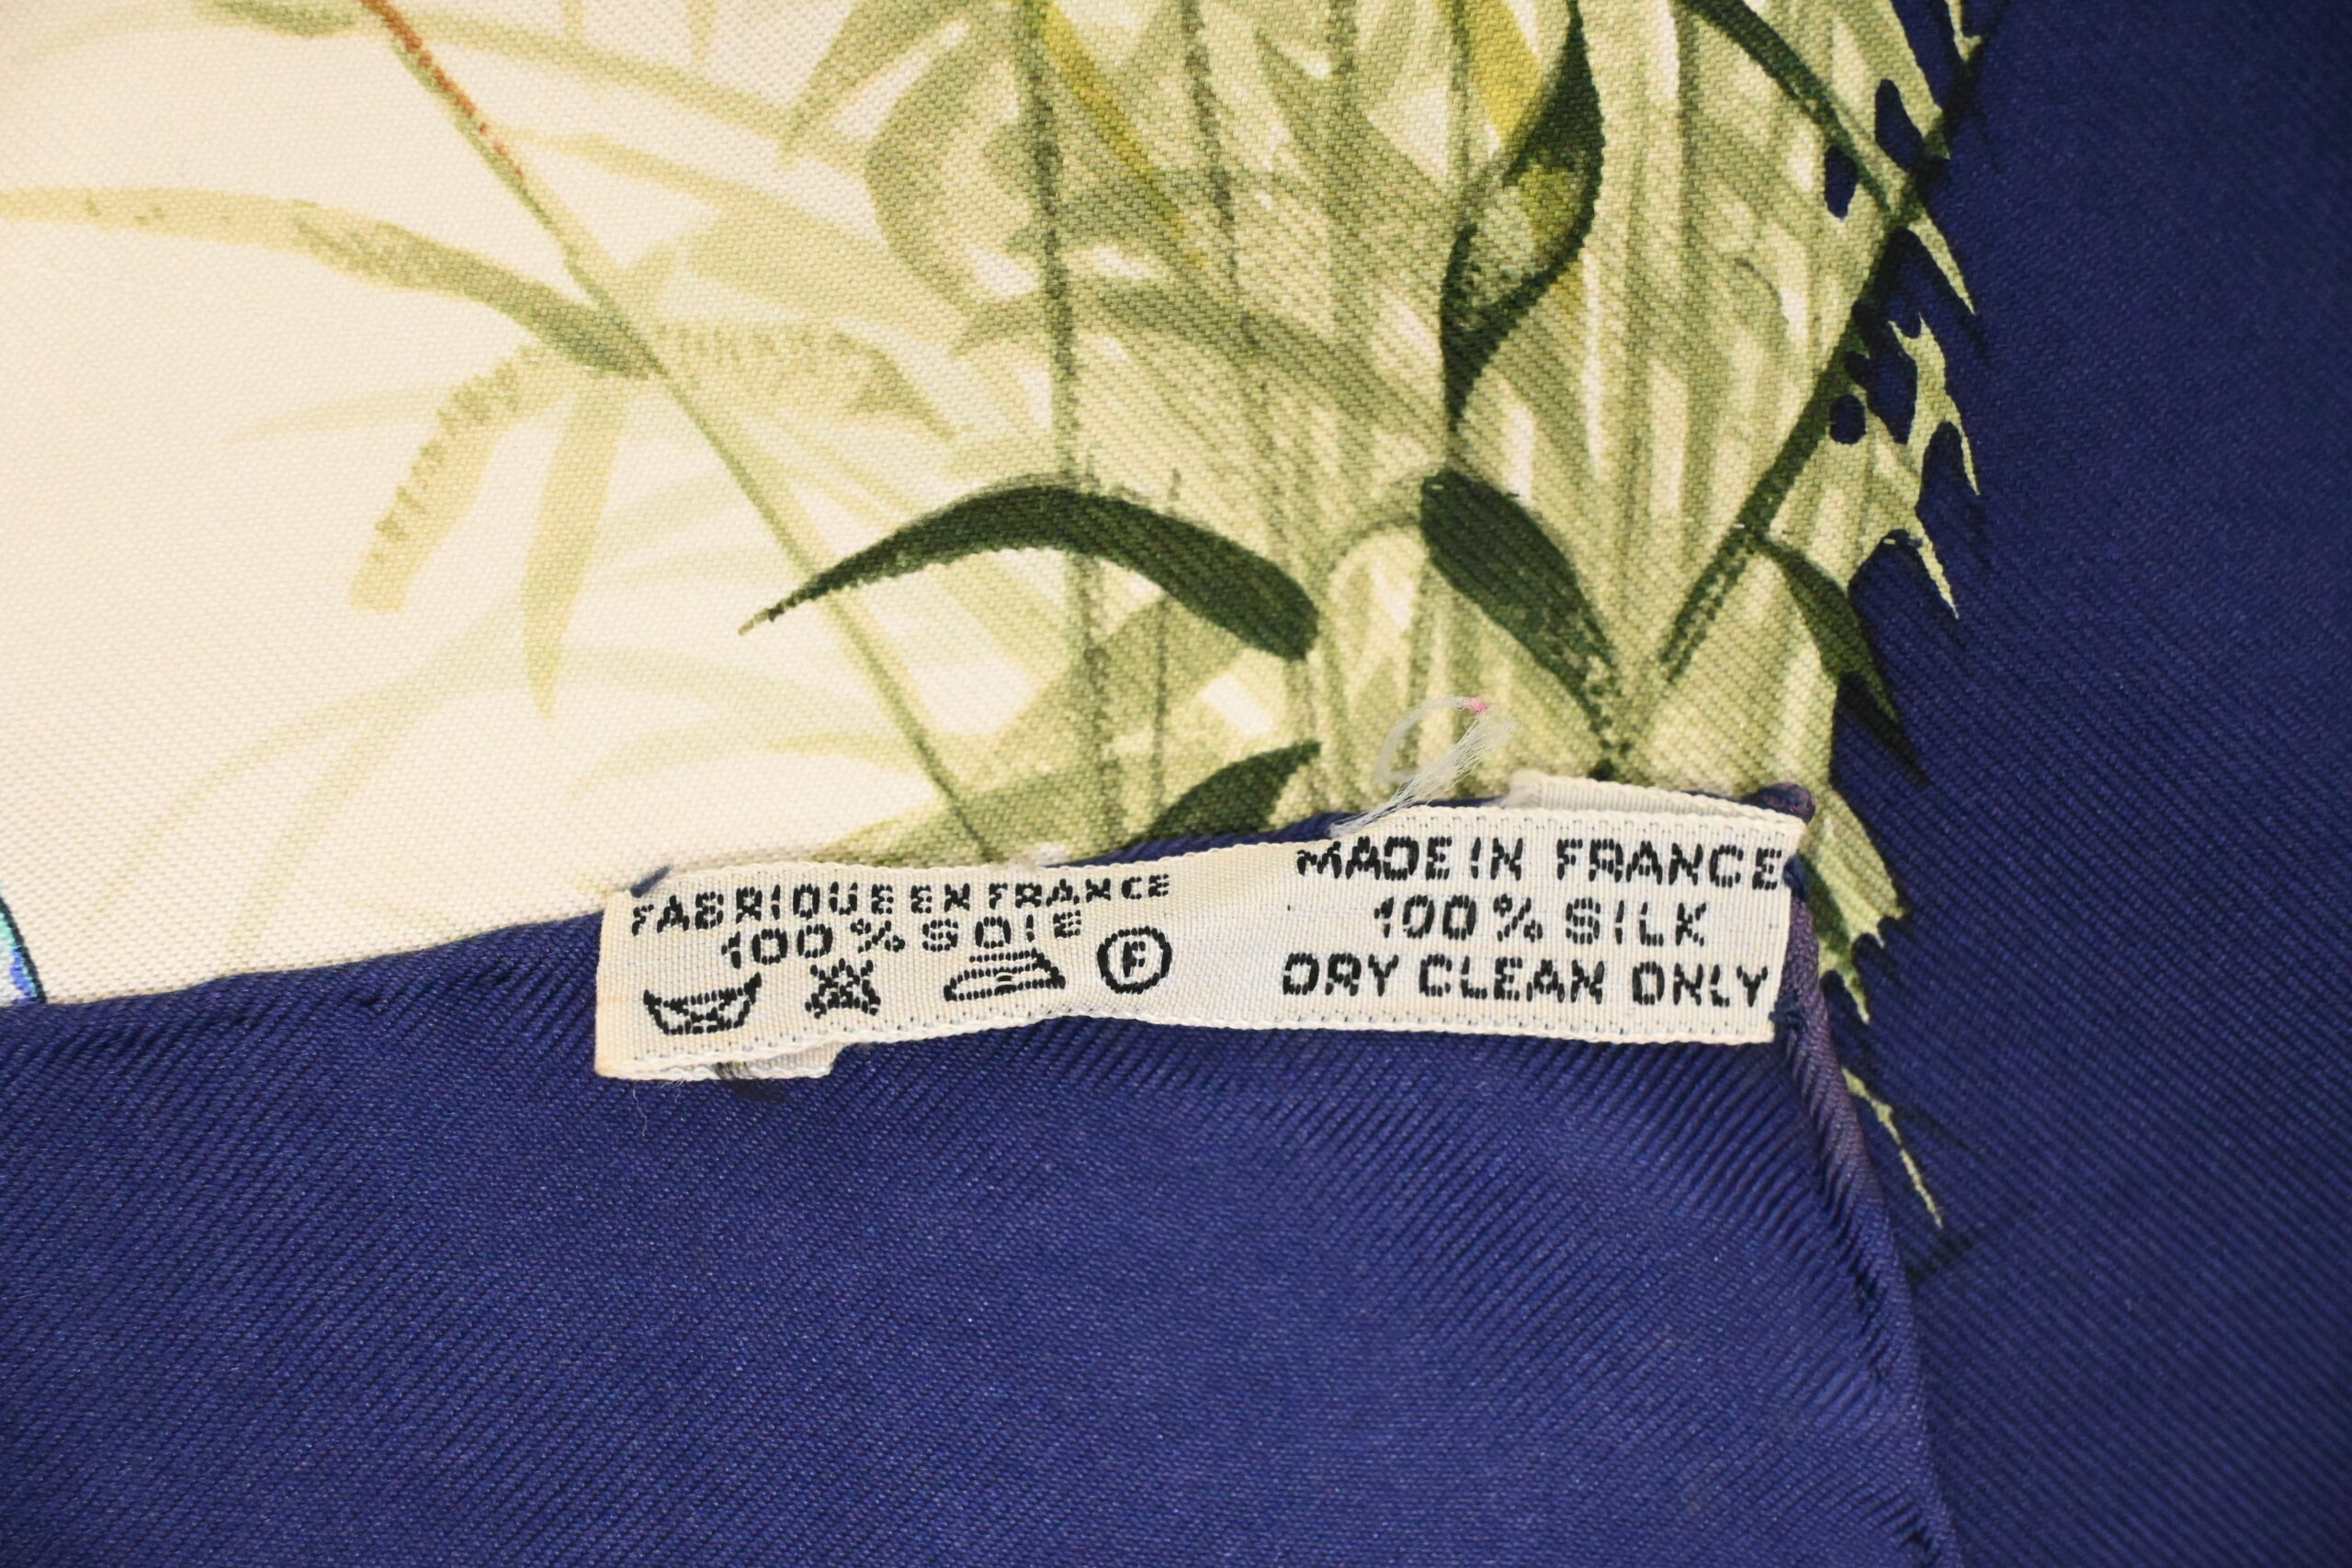 FABRIQUE EN FRANCE
100% SOIE
F
MADE IN FRANCE
100% SILK
DRY CLEAN ONLY